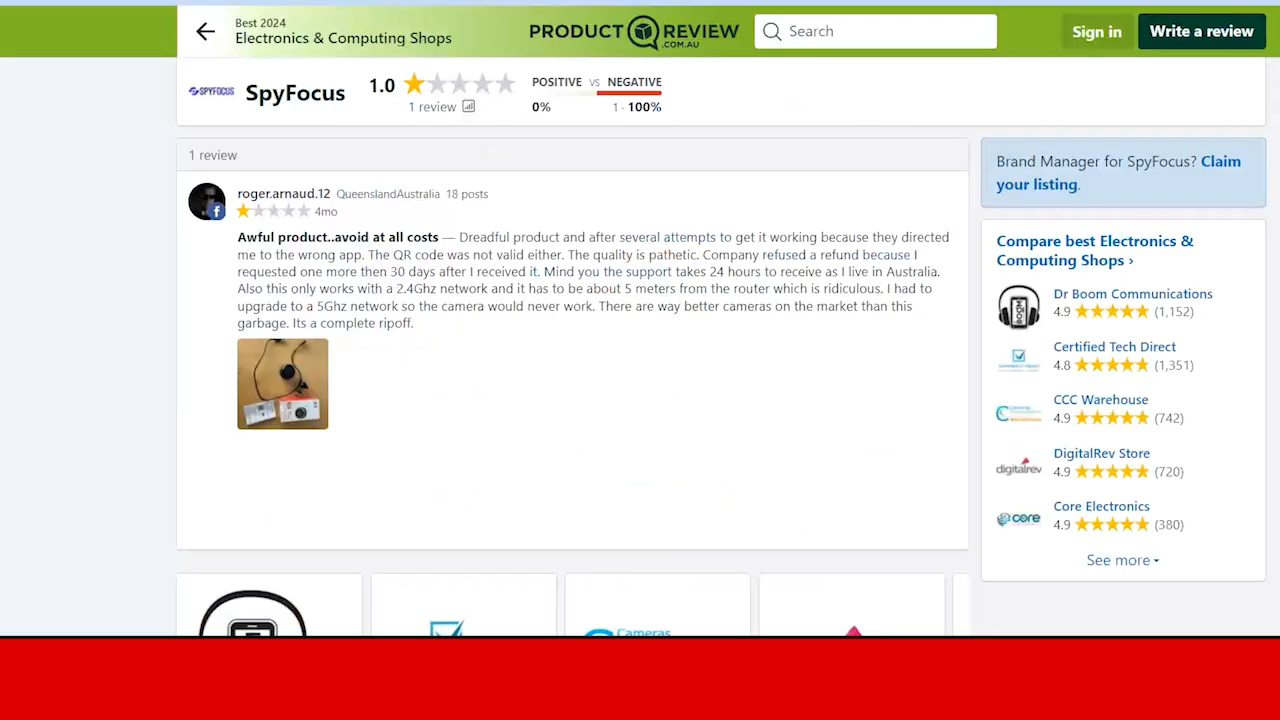 Best 2024
Electronics & Computing Shops
PRODUCT REVIEW
.COM.AU
Search
Sign in
Write a review
SPYFOCUS
SpyFocus
1.0
1 review
POSITIVE VS NEGATIVE
0%
1 · 100%
1 review
roger.arnaud.12 QueenslandAustralia 18 posts
4mo
Awful product..avoid at all costs — Dreadful product and after several attempts to get it working because they directed
me to the wrong app. The QR code was not valid either. The quality is pathetic. Company refused a refund because I
requested one more then 30 days after I received it. Mind you the support takes 24 hours to receive as I live in Australia.
Also this only works with a 2.4Ghz network and it has to be about 5 meters from the router which is ridiculous. I had to
upgrade to a 5Ghz network so the camera would never work. There are way better cameras on the market than this
garbage. Its a complete ripoff.
Brand Manager for SpyFocus? Claim
your listing.
Compare best Electronics &
Computing Shops ›
Dr Boom Communications
4.9 (1,152)
Certified Tech Direct
4.8 (1,351)
CCC Warehouse
4.9 (742)
digitalrev
DigitalRev Store
4.9 (720)
core
Core Electronics
4.9 (380)
See more
Cameras